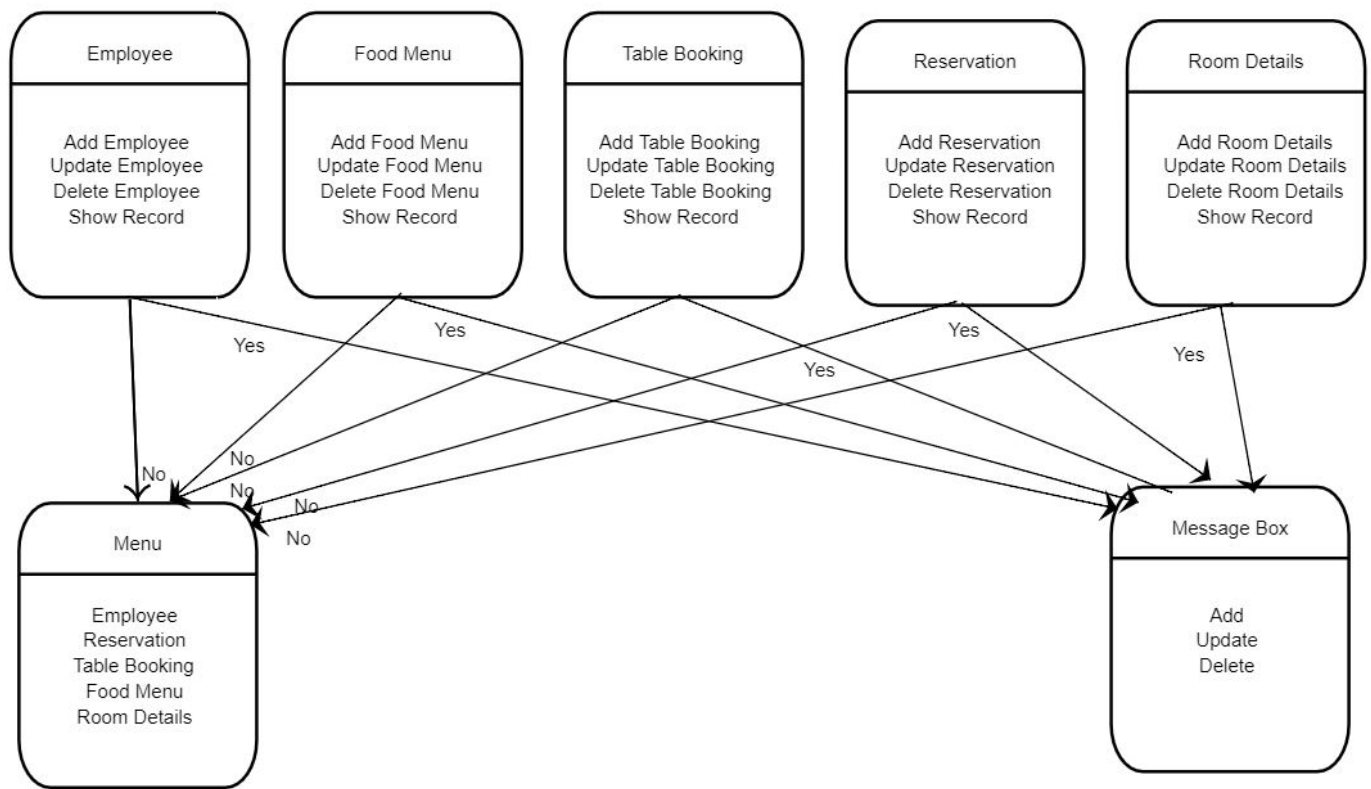 Employee
Add Employee
Update Employee
Delete Employee
Show Record
Food Menu
Add Food Menu
Update Food Menu
Delete Food Menu
Show Record
Table Booking
Add Table Booking
Update Table Booking
Delete Table Booking
Show Record
Reservation
Add Reservation
Update Reservation
Delete Reservation
Show Record
Room Details
Add Room Details
Update Room Details
Delete Room Details
Show Record
Yes
Yes
Yes
Yes
Yes
No
No
No
No
No
Menu
Employee
Reservation
Table Booking
Food Menu
Room Details
Message Box
Add
Update
Delete